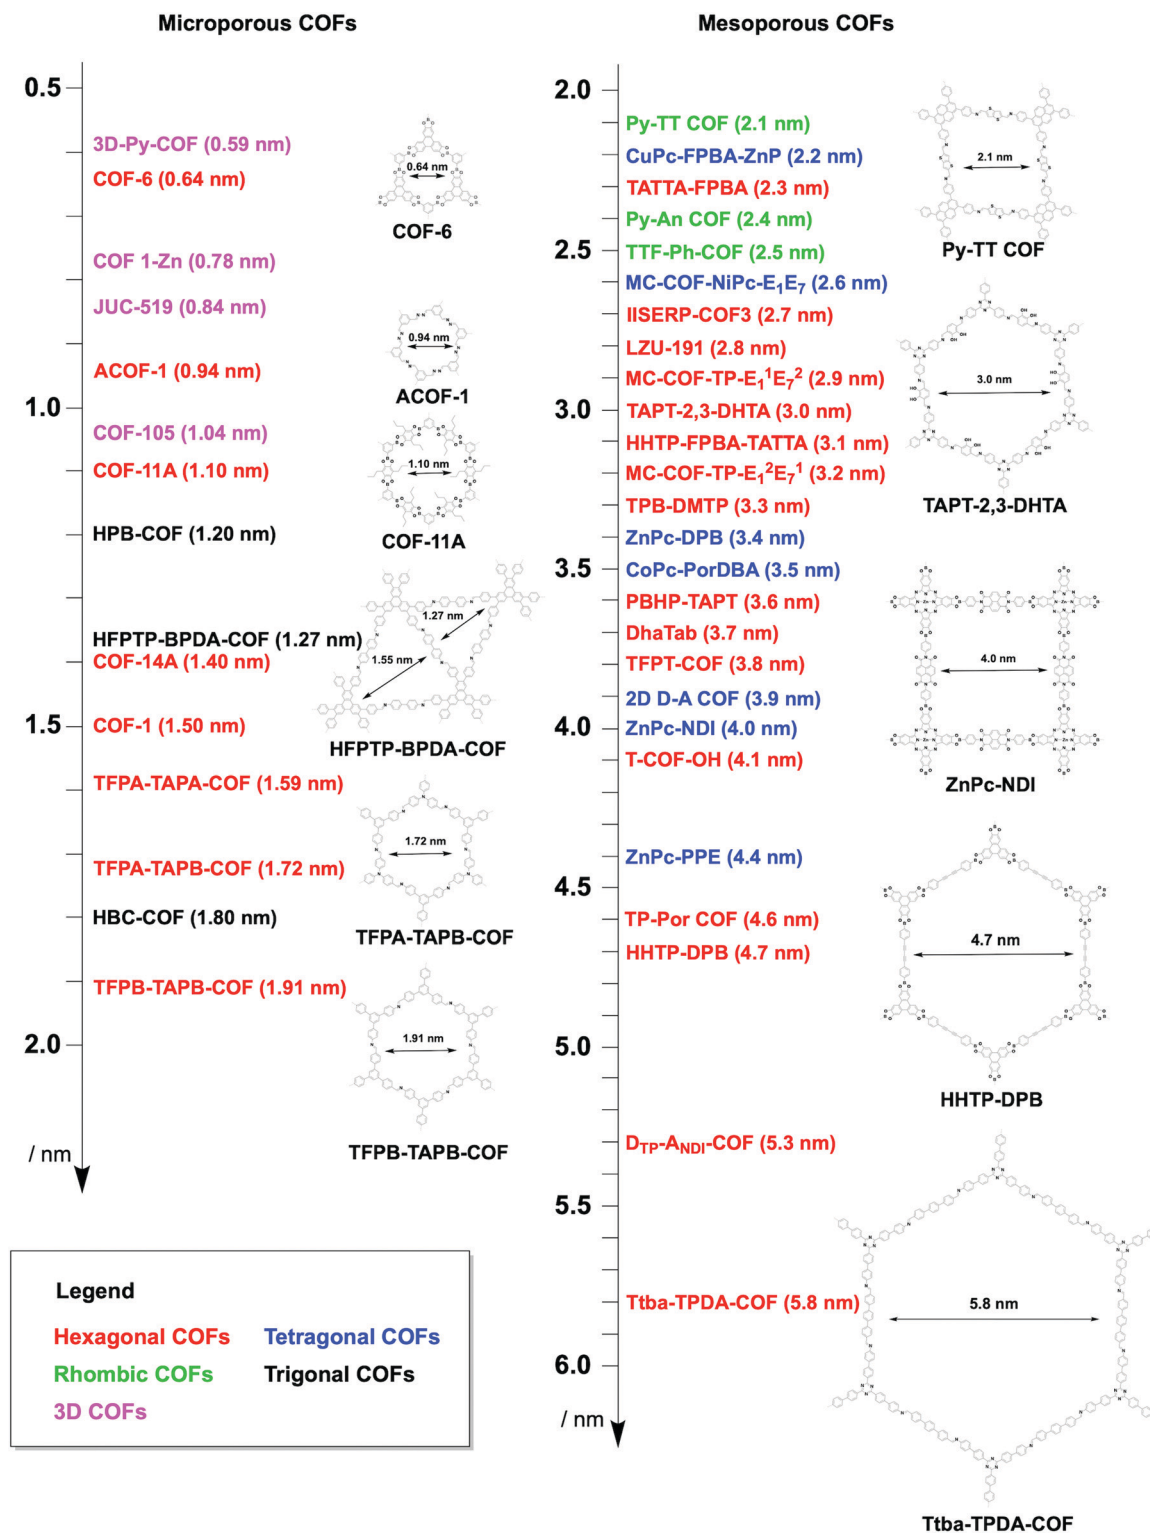 Microporous COFs
0.5
3D-Py-COF (0.59 nm)
COF-6 (0.64 nm)
COF 1-Zn (0.78 nm)
JUC-519 (0.84 nm)
ACOF-1 (0.94 nm)
1.0
COF-105 (1.04 nm)
COF-11A (1.10 nm)
HPB-COF (1.20 nm)
HFPTP-BPDA-COF (1.27 nm)
COF-14A (1.40 nm)
1.5
COF-1 (1.50 nm)
TFPA-TAPA-COF (1.59 nm)
TFPA-TAPB-COF (1.72 nm)
HBC-COF (1.80 nm)
TFPB-TAPB-COF (1.91 nm)
2.0
/ nm
0.64 nm
COF-6
0.94 nm
ACOF-1
1.10 nm
COF-11A
1.27 nm
1.55 nm
HFPTP-BPDA-COF
1.72 nm
TFPA-TAPB-COF
1.91 nm
TFPB-TAPB-COF
Legend
Hexagonal COFs
Tetragonal COFs
Rhombic COFs
Trigonal COFs
3D COFs
Mesoporous COFs
2.0
Py-TT COF (2.1 nm)
CuPc-FPBA-ZnP (2.2 nm)
TATTA-FPBA (2.3 nm)
Py-An COF (2.4 nm)
2.5
TTF-Ph-COF (2.5 nm)
MC-COF-NiPc-E₁E₇ (2.6 nm)
IISERP-COF3 (2.7 nm)
LZU-191 (2.8 nm)
MC-COF-TP-E₁¹E₇² (2.9 nm)
3.0
TAPT-2,3-DHTA (3.0 nm)
HHTP-FPBA-TATTA (3.1 nm)
MC-COF-TP-E₁²E₇¹ (3.2 nm)
TPB-DMTP (3.3 nm)
ZnPc-DPB (3.4 nm)
3.5
CoPc-PorDBA (3.5 nm)
PBHP-TAPT (3.6 nm)
DhaTab (3.7 nm)
TFPT-COF (3.8 nm)
2D D-A COF (3.9 nm)
4.0
ZnPc-NDI (4.0 nm)
T-COF-OH (4.1 nm)
ZnPc-PPE (4.4 nm)
4.5
TP-Por COF (4.6 nm)
HHTP-DPB (4.7 nm)
5.0
D_TP-A_NDI-COF (5.3 nm)
5.5
Ttba-TPDA-COF (5.8 nm)
6.0
/ nm
2.1 nm
Py-TT COF
3.0 nm
TAPT-2,3-DHTA
4.0 nm
ZnPc-NDI
4.7 nm
HHTP-DPB
5.8 nm
Ttba-TPDA-COF